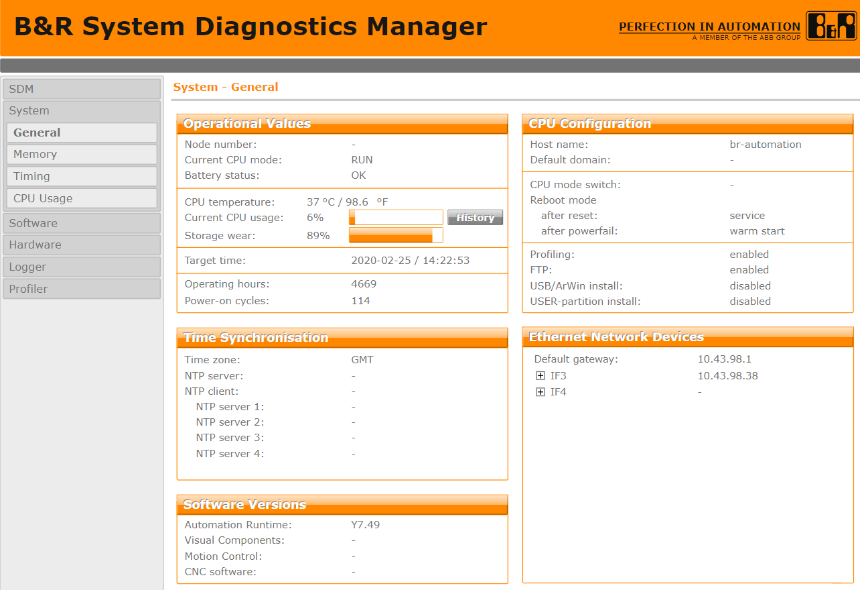 B&R System Diagnostics Manager
PERFECTION IN AUTOMATION
A MEMBER OF THE ABB GROUP
B&R
SDM
System
General
Memory
Timing
CPU Usage
Software
Hardware
Logger
Profiler
System - General
Operational Values
Node number: -
Current CPU mode: RUN
Battery status: OK
CPU temperature: 37 ºC / 98.6 ºF
Current CPU usage: 6% History
Storage wear: 89%
Target time: 2020-02-25 / 14:22:53
Operating hours: 4669
Power-on cycles: 114
Time Synchronisation
Time zone: GMT
NTP server: -
NTP client: -
NTP server 1: -
NTP server 2: -
NTP server 3: -
NTP server 4: -
Software Versions
Automation Runtime: Y7.49
Visual Components: -
Motion Control: -
CNC software: -
CPU Configuration
Host name: br-automation
Default domain: -
CPU mode switch: -
Reboot mode
after reset: service
after powerfail: warm start
Profiling: enabled
FTP: enabled
USB/ArWin install: disabled
USER-partition install: disabled
Ethernet Network Devices
Default gateway: 10.43.98.1
IF3 10.43.98.38
IF4 -